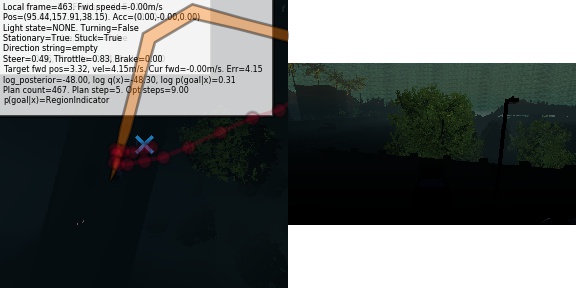 Local frame=463. Fwd speed=-0.00m/s
Pos=(95.44,157.91,38.15). Acc=(0.00,-0.00,0.00)
Light state=NONE. Turning=False
Stationary=True. Stuck=True
Direction string=empty
Steer=0.49, Throttle=0.83, Brake=0.00
Target fwd pos=3.32, vel=4.15m/s. Cur fwd=-0.00m/s. Err=4.15
log_posterior=-48.00, log q(x)=-48.30, log p(goal|x)=0.31
Plan count=467. Plan step=5. Opt steps=9.00
p(goal|x)=RegionIndicator